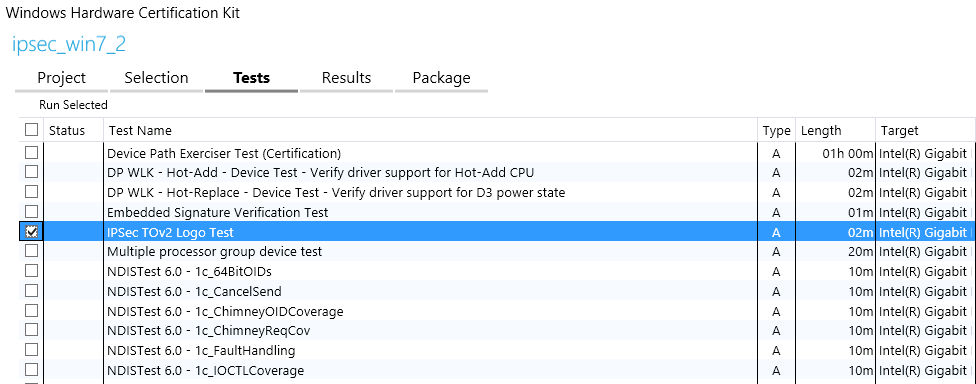 Windows Hardware Certification Kit
ipsec_win7_2
Project Selection Tests Results Package
Run Selected
Status Test Name Type Length Target
Device Path Exerciser Test (Certification) A 01h 00m Intel(R) Gigabit
DP WLK - Hot-Add - Device Test - Verify driver support for Hot-Add CPU A 02m Intel(R) Gigabit
DP WLK - Hot-Replace - Device Test - Verify driver support for D3 power state A 02m Intel(R) Gigabit
Embedded Signature Verification Test A 01m Intel(R) Gigabit
IPSec TOv2 Logo Test A 02m Intel(R) Gigabit
Multiple processor group device test A 20m Intel(R) Gigabit
NDISTest 6.0 - 1c_64BitOIDs A 10m Intel(R) Gigabit
NDISTest 6.0 - 1c_CancelSend A 10m Intel(R) Gigabit
NDISTest 6.0 - 1c_ChimneyOIDCoverage A 10m Intel(R) Gigabit
NDISTest 6.0 - 1c_ChimneyReqCov A 10m Intel(R) Gigabit
NDISTest 6.0 - 1c_FaultHandling A 10m Intel(R) Gigabit
NDISTest 6.0 - 1c_IOCTLCoverage A 10m Intel(R) Gigabit